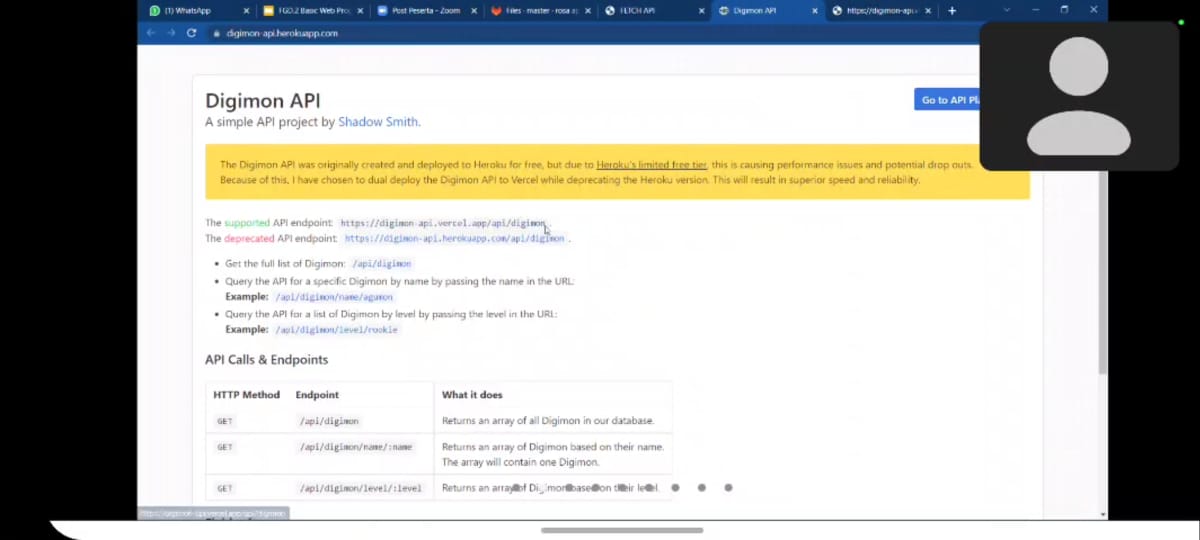 (1) WhatsApp
FGD.2 Basic Web Pro
Post Peserta - Zoom
Files · master · rosa a
FETCH API
Digimon API
https://digimon-api.v
digimon-api.herokuapp.com
Digimon API
A simple API project by Shadow Smith.
Go to API Pl
The Digimon API was originally created and deployed to Heroku for free, but due to Heroku's limited free tier, this is causing performance issues and potential drop outs.
Because of this, I have chosen to dual deploy the Digimon API to Vercel while deprecating the Heroku version. This will result in superior speed and reliability.
The supported API endpoint: https://digimon-api.vercel.app/api/digimon.
The deprecated API endpoint: https://digimon-api.herokuapp.com/api/digimon .
Get the full list of Digimon: /api/digimon
Query the API for a specific Digimon by name by passing the name in the URL:
Example: /api/digimon/name/agumon
Query the API for a list of Digimon by level by passing the level in the URL:
Example: /api/digimon/level/rookie
API Calls & Endpoints
HTTP Method Endpoint What it does
GET /api/digimon Returns an array of all Digimon in our database.
GET /api/digimon/name/:name Returns an array of Digimon based on their name.
The array will contain one Digimon.
GET /api/digimon/level/:level Returns an array of Digimon based on their level.
https://digimon-api.vercel.app/api/digimon